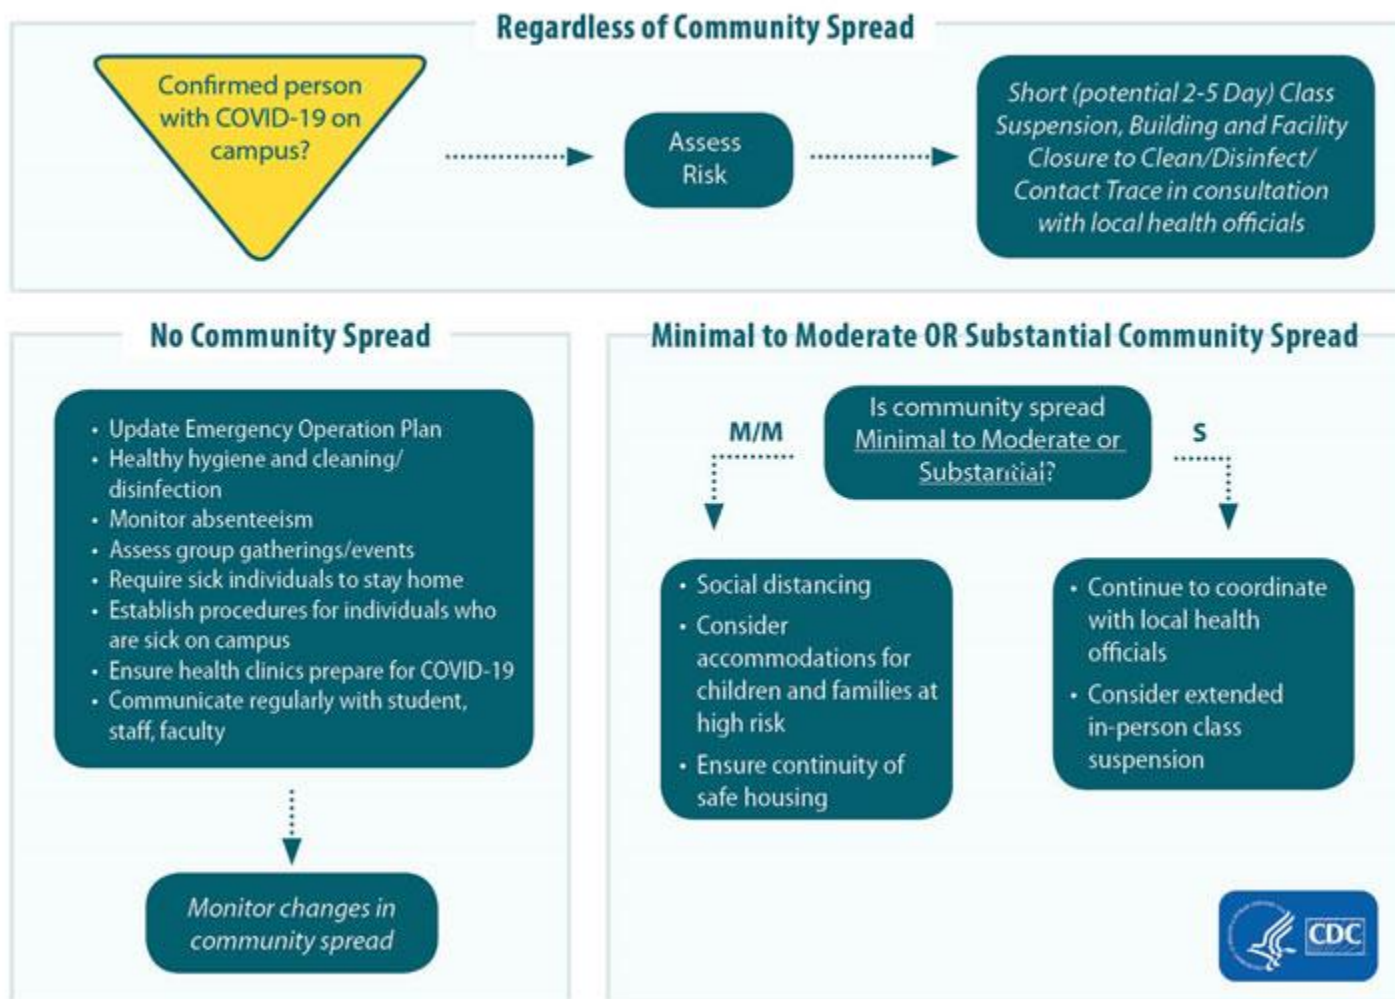 Regardless of Community Spread
Confirmed person
with COVID-19 on
campus?
Assess
Risk
Short (potential 2-5 Day) Class
Suspension, Building and Facility
Closure to Clean/Disinfect/
Contact Trace in consultation
with local health officials
No Community Spread
• Update Emergency Operation Plan
• Healthy hygiene and cleaning/
disinfection
• Monitor absenteeism
• Assess group gatherings/events
• Require sick individuals to stay home
• Establish procedures for individuals who
are sick on campus
• Ensure health clinics prepare for COVID-19
• Communicate regularly with student,
staff, faculty
Monitor changes in
community spread
Minimal to Moderate OR Substantial Community Spread
Is community spread
Minimal to Moderate or
Substantial?
M/M
S
• Social distancing
• Consider
accommodations for
children and families at
high risk
• Ensure continuity of
safe housing
• Continue to coordinate
with local health
officials
• Consider extended
in-person class
suspension
CDC